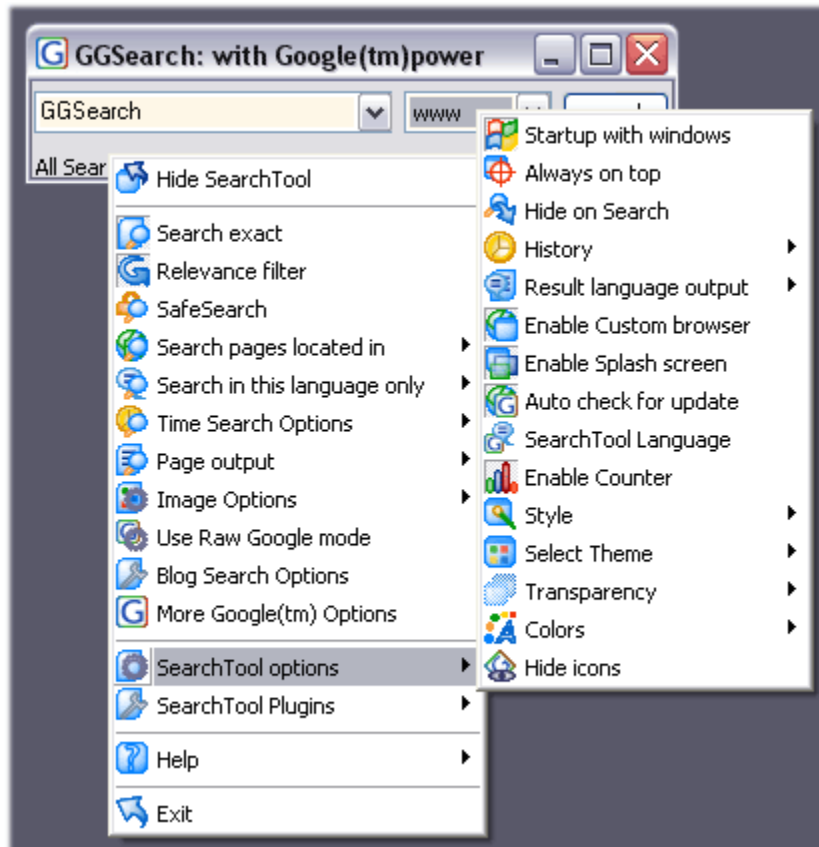 GGSearch: with Google(tm)power
GGSearch
www
All Sear
Hide SearchTool
Search exact
Relevance filter
SafeSearch
Search pages located in
Search in this language only
Time Search Options
Page output
Image Options
Use Raw Google mode
Blog Search Options
More Google(tm) Options
SearchTool options
SearchTool Plugins
Help
Exit
Startup with windows
Always on top
Hide on Search
History
Result language output
Enable Custom browser
Enable Splash screen
Auto check for update
SearchTool Language
Enable Counter
Style
Select Theme
Transparency
Colors
Hide icons